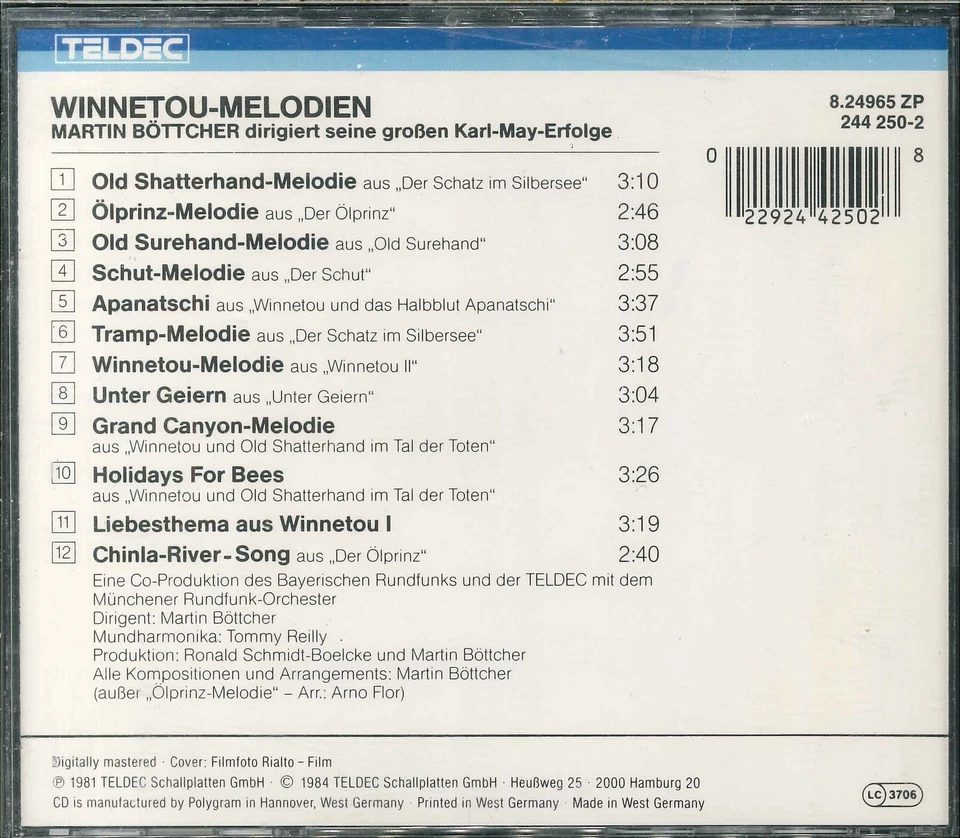 TELDEC
WINNETOU-MELODIEN
MARTIN BÖTTCHER dirigiert seine großen Karl-May-Erfolge
8.24965 ZP
244 250-2
0 22924 42502 8
1 Old Shatterhand-Melodie aus „Der Schatz im Silbersee“ 3:10
2 Ölprinz-Melodie aus „Der Ölprinz“ 2:46
3 Old Surehand-Melodie aus „Old Surehand“ 3:08
4 Schut-Melodie aus „Der Schut“ 2:55
5 Apanatschi aus „Winnetou und das Halbblut Apanatschi“ 3:37
6 Tramp-Melodie aus „Der Schatz im Silbersee“ 3:51
7 Winnetou-Melodie aus „Winnetou II“ 3:18
8 Unter Geiern aus „Unter Geiern“ 3:04
9 Grand Canyon-Melodie 3:17
aus „Winnetou und Old Shatterhand im Tal der Toten“
10 Holidays For Bees 3:26
aus „Winnetou und Old Shatterhand im Tal der Toten“
11 Liebesthema aus Winnetou I 3:19
12 Chinla-River-Song aus „Der Ölprinz“ 2:40
Eine Co-Produktion des Bayerischen Rundfunks und der TELDEC mit dem
Münchener Rundfunk-Orchester
Dirigent: Martin Böttcher
Mundharmonika: Tommy Reilly
Produktion: Ronald Schmidt-Boelcke und Martin Böttcher
Alle Kompositionen und Arrangements: Martin Böttcher
(außer „Ölprinz-Melodie“ – Arr.: Arno Flor)
Digitally mastered · Cover: Filmfoto Rialto – Film
℗ 1981 TELDEC Schallplatten GmbH · © 1984 TELDEC Schallplatten GmbH · Heußweg 25 · 2000 Hamburg 20
CD is manufactured by Polygram in Hannover, West Germany · Printed in West Germany · Made in West Germany
LC 3706